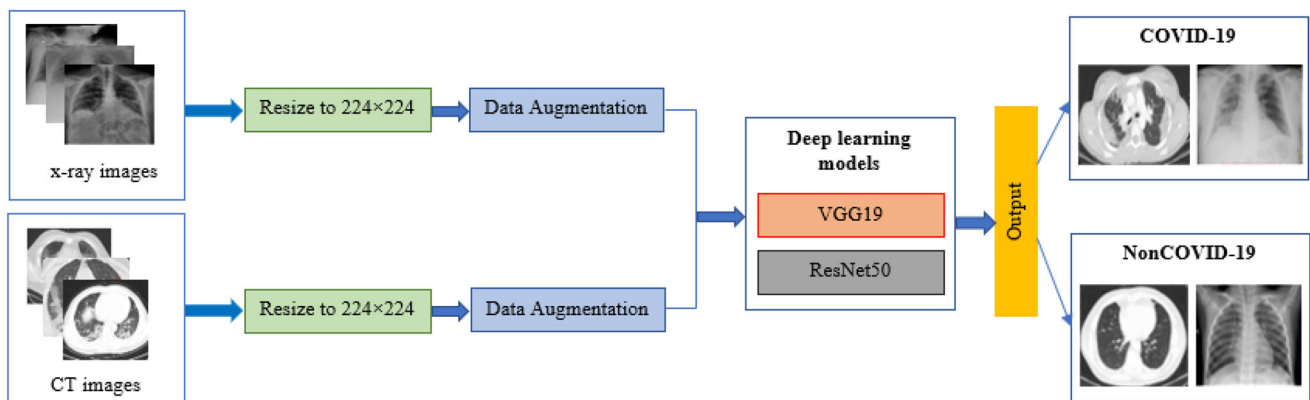 x-ray images
Resize to 224×224
Data Augmentation
CT images
Resize to 224×224
Data Augmentation
Deep learning
models
VGG19
ResNet50
Output
COVID-19
NonCOVID-19